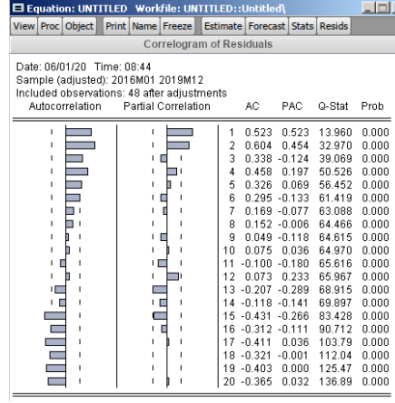 Equation: UNTITLED Workfile: UNTITLED::Untitled\
View Proc Object Print Name Freeze Estimate Forecast Stats Resids
Correlogram of Residuals
Date: 06/01/20 Time: 08:44
Sample (adjusted): 2016M01 2019M12
Included observations: 48 after adjustments
Autocorrelation Partial Correlation AC PAC Q-Stat Prob
1 0.523 0.523 13.960 0.000
2 0.604 0.454 32.970 0.000
3 0.338 -0.124 39.069 0.000
4 0.458 0.197 50.526 0.000
5 0.326 0.069 56.452 0.000
6 0.295 -0.133 61.419 0.000
7 0.169 -0.077 63.088 0.000
8 0.152 -0.006 64.466 0.000
9 0.049 -0.118 64.615 0.000
10 0.075 0.036 64.970 0.000
11 -0.100 -0.180 65.616 0.000
12 0.073 0.233 65.967 0.000
13 -0.207 -0.289 68.915 0.000
14 -0.118 -0.141 69.897 0.000
15 -0.431 -0.266 83.428 0.000
16 -0.312 -0.111 90.712 0.000
17 -0.411 0.036 103.79 0.000
18 -0.321 -0.001 112.04 0.000
19 -0.403 0.000 125.47 0.000
20 -0.365 0.032 136.89 0.000